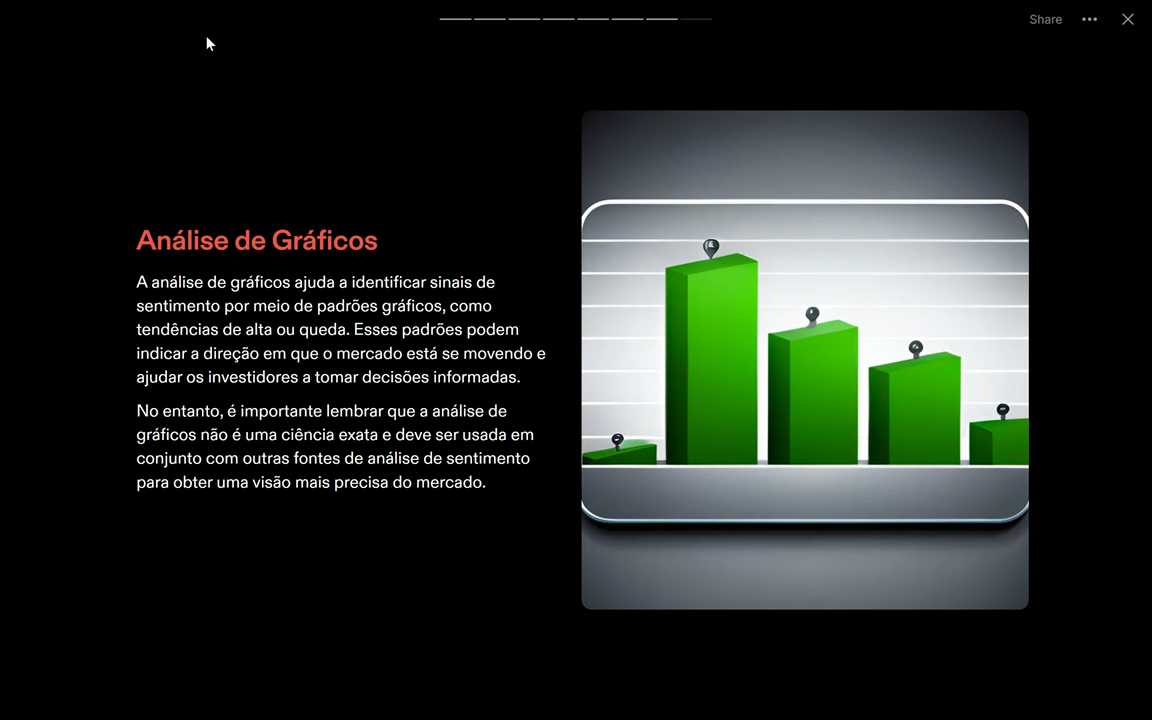 Share
Análise de Gráficos
A análise de gráficos ajuda a identificar sinais de
sentimento por meio de padrões gráficos, como
tendências de alta ou queda. Esses padrões podem
indicar a direção em que o mercado está se movendo e
ajudar os investidores a tomar decisões informadas.
No entanto, é importante lembrar que a análise de
gráficos não é uma ciência exata e deve ser usada em
conjunto com outras fontes de análise de sentimento
para obter uma visão mais precisa do mercado.